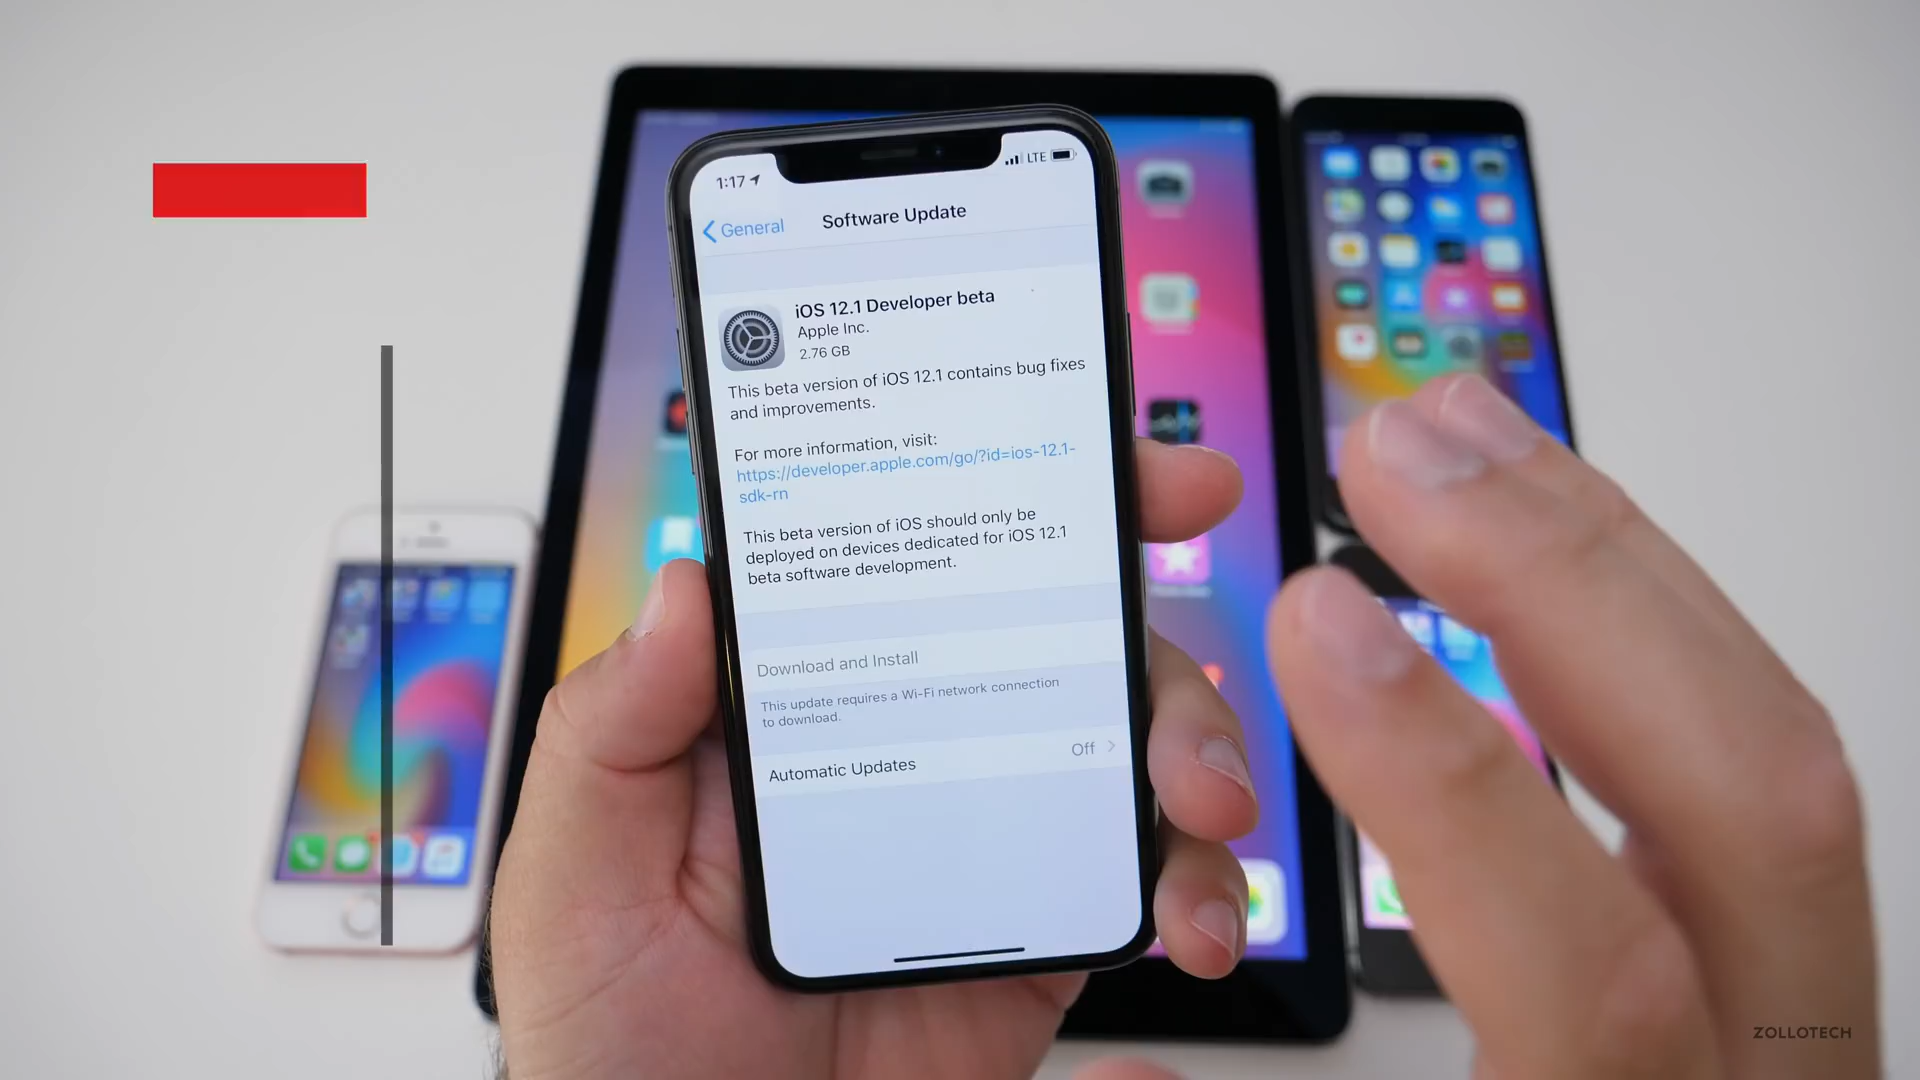 1:17
LTE
General
Software Update
iOS 12.1 Developer beta
Apple Inc.
2.76 GB
This beta version of iOS 12.1 contains bug fixes
and improvements.
For more information, visit:
https://developer.apple.com/go/?id=ios-12.1-
sdk-rn
This beta version of iOS should only be
deployed on devices dedicated for iOS 12.1
beta software development.
Download and Install
This update requires a Wi-Fi network connection
to download.
Automatic Updates
Off
ZOLLOTECH